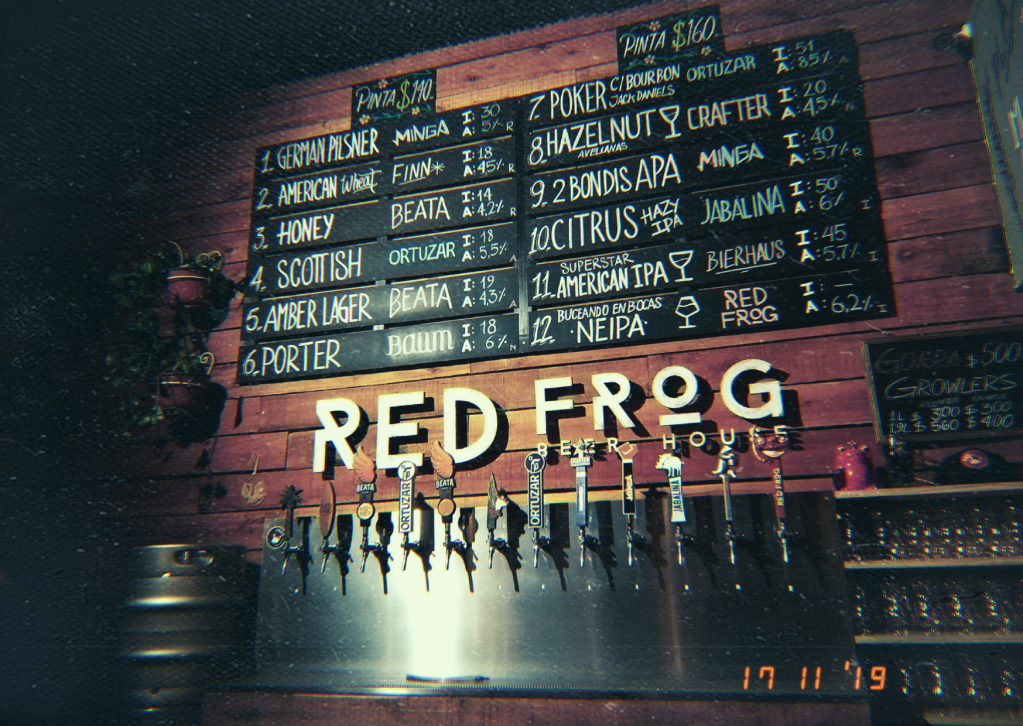 PINTA $140.
1. GERMAN PILSNER MINGA I: 30 A: 5% R
2. AMERICAN Wheat FINN* I: 18 A: 4,5% R
3. HONEY BEATA I: 14 A: 4,2% R
4. SCOTTISH ORTUZAR I: 18 A: 5,5% A
5. AMBER LAGER BEATA I: 19 A: 4,3% A
6. PORTER BAUM I: 18 A: 6% N
PINTA $160.
7. POKER C/BOURBON JACK DANIELS ORTUZAR I: 51 A: 8,5%
8. HAZELNUT AVELLANAS CRAFTER I: 20 A: 4,5% N
9. 2 BONDIS APA MINGA I: 40 A: 5,7% R
10. CITRUS HAZY IPA JABALINA I: 50 A: 6% I
11. SUPERSTAR AMERICAN IPA BIERHAUS I: 45 A: 5,7% I
12. BUCEANDO EN BOCAS ·NEIPA· RED FROG I: — A: 6,2% I
RED FROG
BEER HOUSE
$500
GROWLERS
BEATA
ORTUZAR
BEATA
ORTUZAR
MINGA
JABALINA
RED FROG
17 11 '19